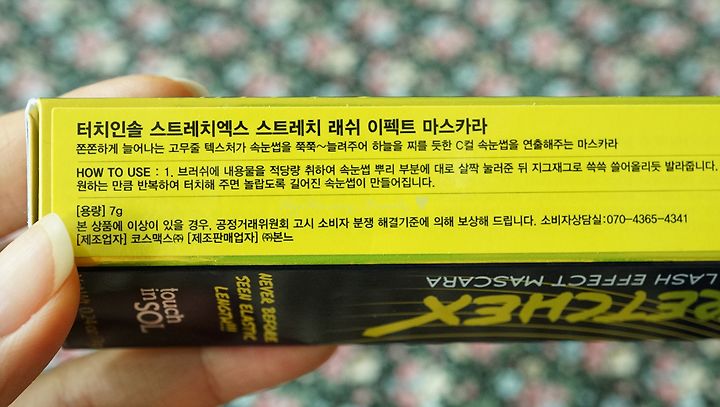 터치인솔 스트레치엑스 스트레치 래쉬 이펙트 마스카라
쫀쫀하게 늘어나는 고무줄 텍스처가 속눈썹을 쭉쭉~늘려주어 하늘을 찌를 듯한 C컬 속눈썹을 연출해주는 마스카라
HOW TO USE : 1. 브러쉬에 내용물을 적당량 취하여 속눈썹 뿌리 부분에 대로 살짝 눌러준 뒤 지그재그로 쓱쓱 쓸어올리듯 발라줍니다.
원하는 만큼 반복하여 터치해 주면 놀랍도록 길어진 속눈썹이 만들어집니다.
[용량] 7g
본 상품에 이상이 있을 경우, 공정거래위원회 고시 소비자 분쟁 해결기준에 의해 보상해 드립니다. 소비자상담실:070-4365-4341
[제조업자] 코스맥스㈜ [제조판매업자] ㈜본느
LASH EFFECT MASCARA
RETCHEX
NEVER BEFORE
SEEN ELASTIC
LENGTH!!!
touch
in SOL